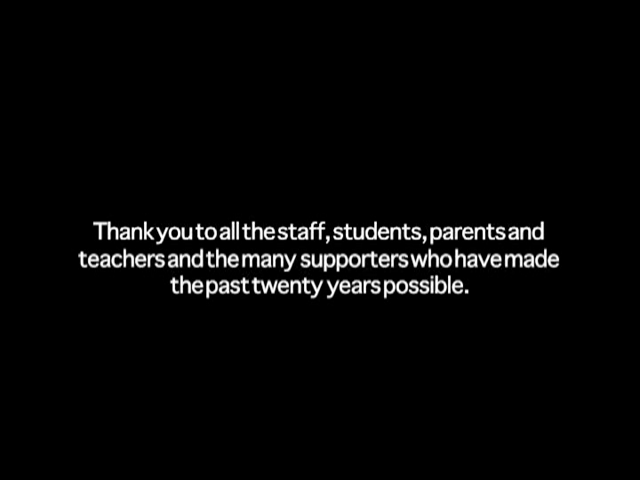 Thank you to all the staff, students, parents and
teachers and the many supporters who have made
the past twenty years possible.